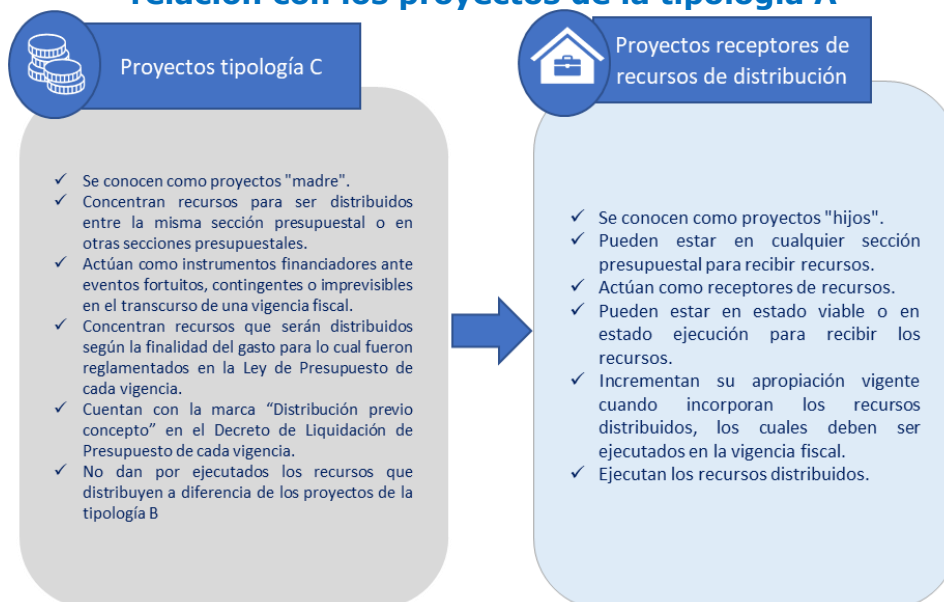 relación con los proyectos de la tipología A
Proyectos tipología C
✓ Se conocen como proyectos "madre".
✓ Concentran recursos para ser distribuidos
entre la misma sección presupuestal o en
otras secciones presupuestales.
✓ Actúan como instrumentos financiadores ante
eventos fortuitos, contingentes o imprevisibles
en el transcurso de una vigencia fiscal.
✓ Concentran recursos que serán distribuidos
según la finalidad del gasto para lo cual fueron
reglamentados en la Ley de Presupuesto de
cada vigencia.
✓ Cuentan con la marca “Distribución previo
concepto” en el Decreto de Liquidación de
Presupuesto de cada vigencia.
✓ No dan por ejecutados los recursos que
distribuyen a diferencia de los proyectos de la
tipología B
Proyectos receptores de
recursos de distribución
✓ Se conocen como proyectos "hijos".
✓ Pueden estar en cualquier sección
presupuestal para recibir recursos.
✓ Actúan como receptores de recursos.
✓ Pueden estar en estado viable o en
estado ejecución para recibir los
recursos.
✓ Incrementan su apropiación vigente
cuando incorporan los recursos
distribuidos, los cuales deben ser
ejecutados en la vigencia fiscal.
✓ Ejecutan los recursos distribuidos.